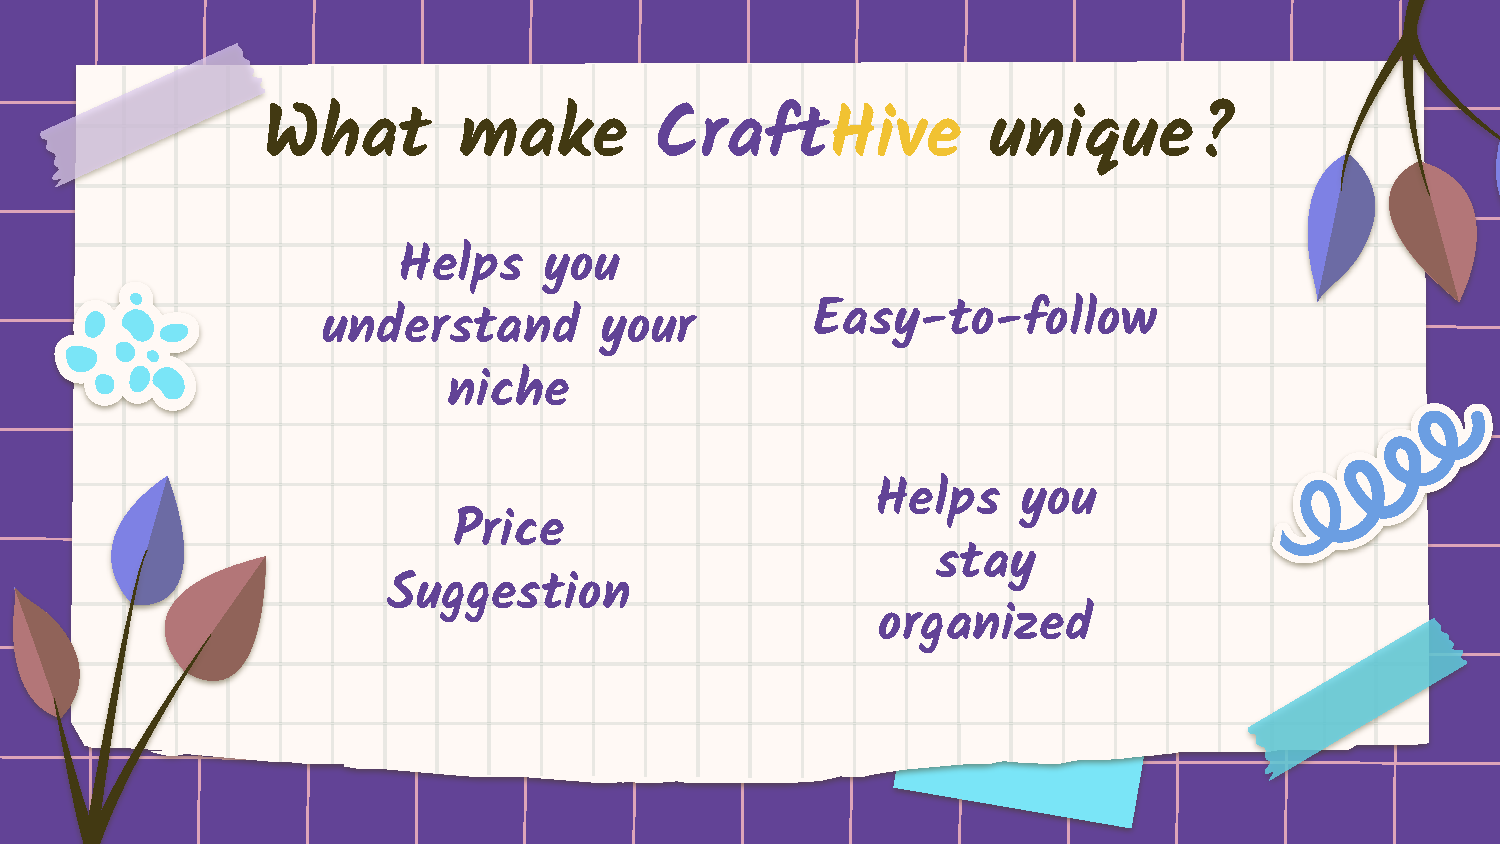 What make CraftHive unique?
Helps you
understand your
niche
Easy-to-follow
Price
Suggestion
Helps you
stay
organized